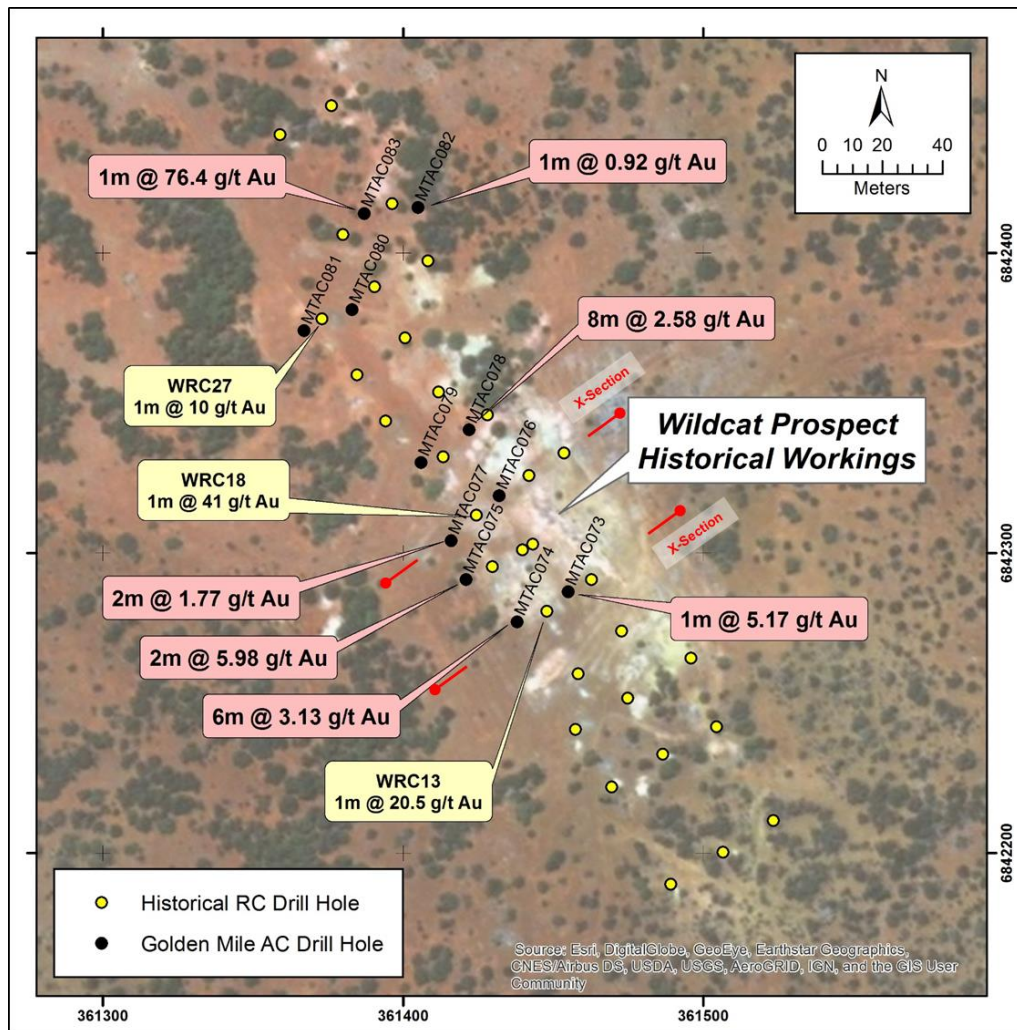 N
0 10 20 40
Meters
MTAC083
MTAC082
1m @ 76.4 g/t Au
1m @ 0.92 g/t Au
MTAC081
MTAC080
6842400
8m @ 2.58 g/t Au
WRC27
1m @ 10 g/t Au
MTAC079
MTAC078
X-Section
Wildcat Prospect
Historical Workings
WRC18
1m @ 41 g/t Au
MTAC077
MTAC076
MTAC075
X-Section
6842300
MTAC074
MTAC073
2m @ 1.77 g/t Au
1m @ 5.17 g/t Au
2m @ 5.98 g/t Au
6m @ 3.13 g/t Au
WRC13
1m @ 20.5 g/t Au
6842200
Historical RC Drill Hole
Golden Mile AC Drill Hole
Source: Esri, DigitalGlobe, GeoEye, Earthstar Geographics,
CNES/Airbus DS, USDA, USGS, AeroGRID, IGN, and the GIS User
Community
361300
361400
361500